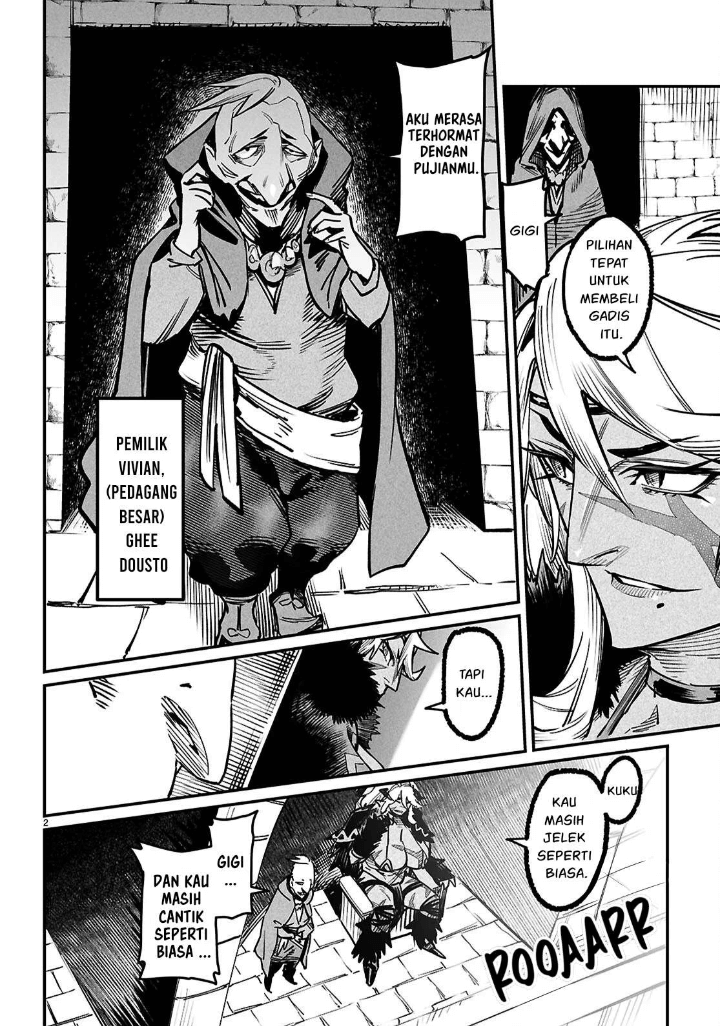 PILIHAN
TEPAT
UNTUK
MEMBELI
GADIS
ITU.
GIGI
AKU MERASA
TERHORMAT
DENGAN
PUJIANMU.
PEMILIK
VIVIAN,
(PEDAGANG
BESAR)
GHEE
DOUSTO
TAPI
KAU...
KUKU
KAU
MASIH
JELEK
SEPERTI
BIASA.
GIGI
...
DAN KAU
MASIH
CANTIK
SEPERTI
BIASA ...
ROOAARR
2